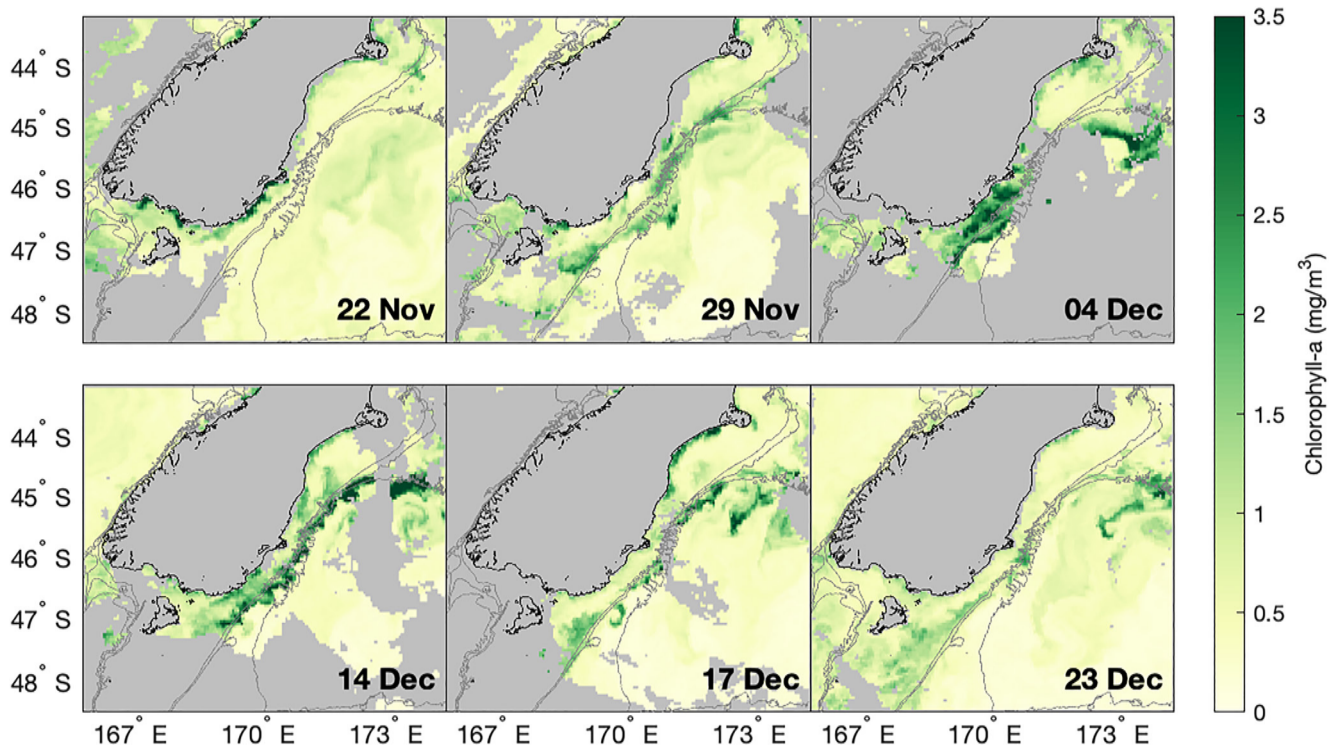 44° S
45° S
46° S
47° S
48° S
22 Nov
29 Nov
04 Dec
44° S
45° S
46° S
47° S
48° S
14 Dec
17 Dec
23 Dec
167° E 170° E 173° E 167° E 170° E 173° E 167° E 170° E 173° E
3.5
3
2.5
2
1.5
1
0.5
0
Chlorophyll-a (mg/m³)